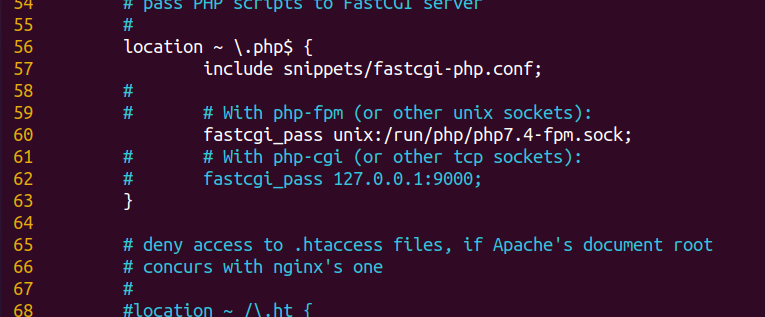 54 # pass PHP scripts to FastCGI server
55 #
56 location ~ \.php$ {
57 include snippets/fastcgi-php.conf;
58 #
59 # # With php-fpm (or other unix sockets):
60 fastcgi_pass unix:/run/php/php7.4-fpm.sock;
61 # # With php-cgi (or other tcp sockets):
62 # fastcgi_pass 127.0.0.1:9000;
63 }
64
65 # deny access to .htaccess files, if Apache's document root
66 # concurs with nginx's one
67 #
68 #location ~ /\.ht {